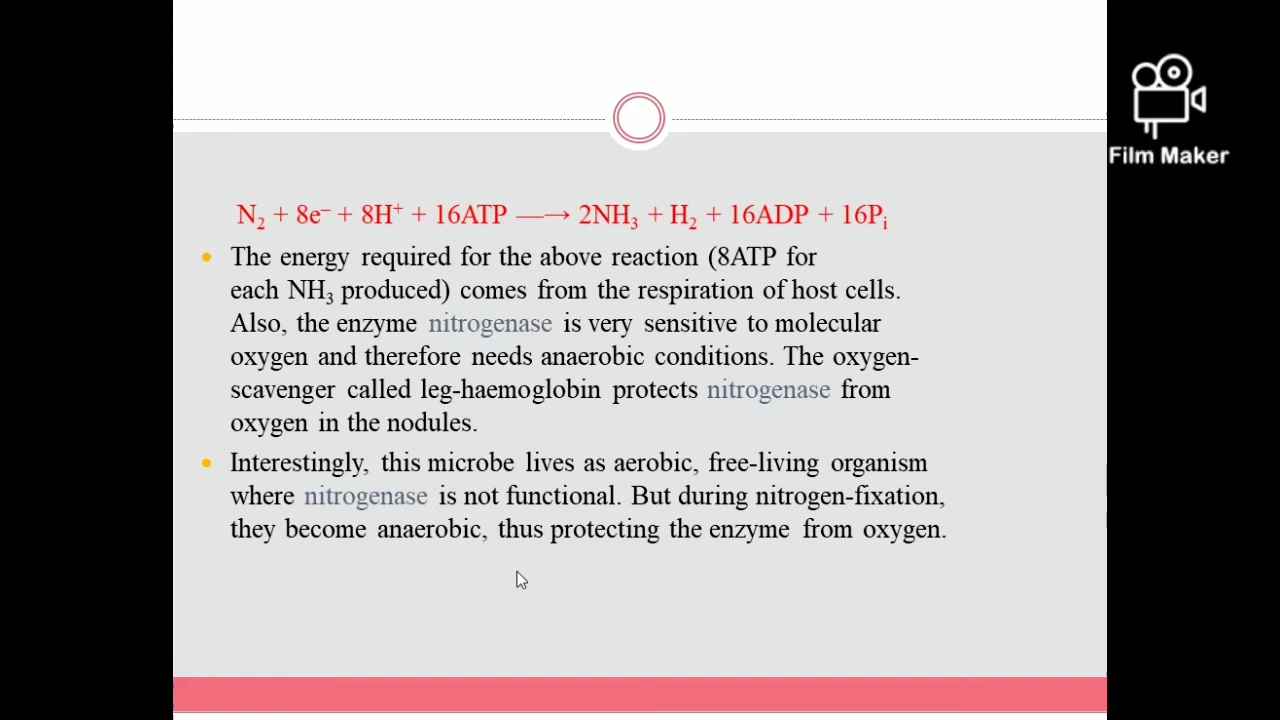 N₂ + 8e⁻ + 8H⁺ + 16ATP ⟶ 2NH₃ + H₂ + 16ADP + 16Pᵢ
• The energy required for the above reaction (8ATP for
each NH₃ produced) comes from the respiration of host cells.
Also, the enzyme nitrogenase is very sensitive to molecular
oxygen and therefore needs anaerobic conditions. The oxygen-
scavenger called leg-haemoglobin protects nitrogenase from
oxygen in the nodules.
• Interestingly, this microbe lives as aerobic, free-living organism
where nitrogenase is not functional. But during nitrogen-fixation,
they become anaerobic, thus protecting the enzyme from oxygen.
Film Maker